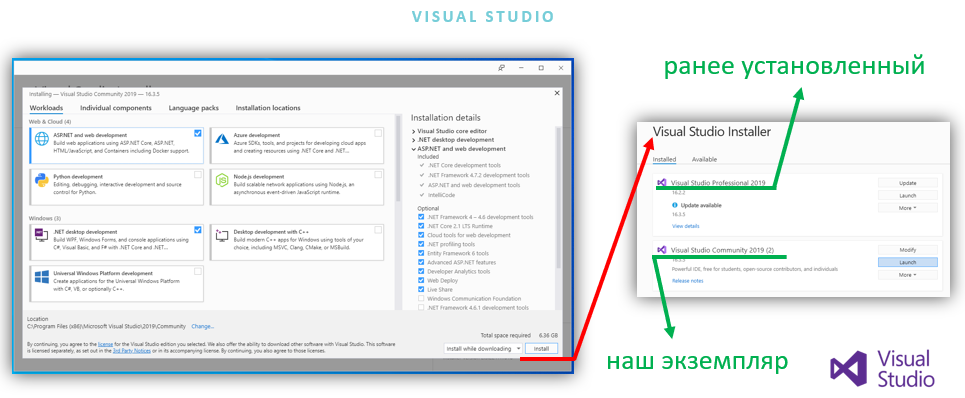 VISUAL STUDIO
Installing — Visual Studio Community 2019 — 16.3.5
Workloads Individual components Language packs Installation locations
Web & Cloud (4)
ASP.NET and web development
Build web applications using ASP.NET Core, ASP.NET,
HTML/JavaScript, and Containers including Docker support.
Azure development
Azure SDKs, tools, and projects for developing cloud apps
and creating resources using .NET Core and .NET...
Python development
Editing, debugging, interactive development and source
control for Python.
Node.js development
Build scalable network applications using Node.js, an
asynchronous event-driven JavaScript runtime.
Windows (3)
.NET desktop development
Build WPF, Windows Forms, and console applications using
C#, Visual Basic, and F# with .NET Core and .NET...
Desktop development with C++
Build modern C++ apps for Windows using tools of your
choice, including MSVC, Clang, CMake, or MSBuild.
Universal Windows Platform development
Create applications for the Universal Windows Platform
with C#, VB, or optionally C++.
Installation details
Visual Studio core editor
.NET desktop development
ASP.NET and web development
Included
.NET Core development tools
.NET Framework 4.7.2 development tools
ASP.NET and web development tools
IntelliCode
Optional
.NET Framework 4 – 4.6 development tools
.NET Core 2.1 LTS Runtime
Cloud tools for web development
.NET profiling tools
Entity Framework 6 tools
Advanced ASP.NET features
Developer Analytics tools
Web Deploy
Live Share
Windows Communication Foundation
.NET Framework 4.6.1 development tools
Location
C:\Program Files (x86)\Microsoft Visual Studio\2019\Community Change...
Total space required 6.36 GB
By continuing, you agree to the license for the Visual Studio edition you selected. We also offer the ability to download other software with Visual Studio. This software
is licensed separately, as set out in the 3rd Party Notices or in its accompanying license. By continuing, you also agree to those licenses.
Install while downloading Install
ранее установленный
Visual Studio Installer
Installed Available
Visual Studio Professional 2019 Update
16.2.2 Launch
Update available More
16.3.5
View details
Visual Studio Community 2019 (2) Modify
16.3.5 Launch
Powerful IDE, free for students, open source contributors, and individuals More
Release notes
наш экземпляр
Visual
Studio